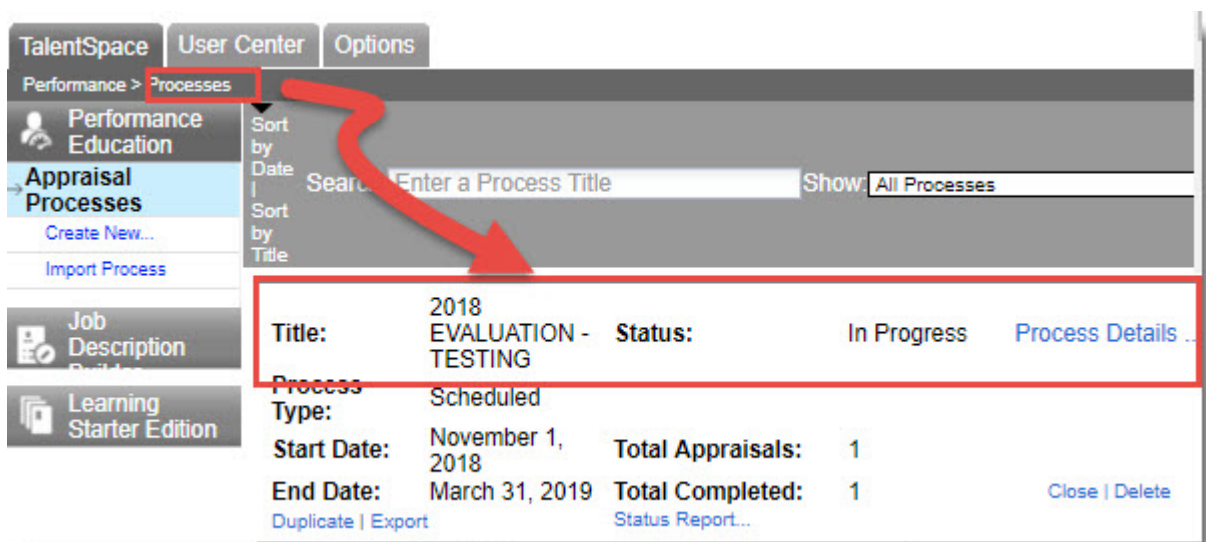 TalentSpace User Center Options
Performance > Processes
Performance
Education
Appraisal
Processes
Create New...
Import Process
Job
Description
Learning
Starter Edition
Sort
by
Date
|
Sort
by
Title
Enter a Process Title
Show: All Processes
Title: 2018
EVALUATION -
TESTING
Status: In Progress Process Details ...
Process
Type: Scheduled
Start Date: November 1,
2018
Total Appraisals: 1
End Date: March 31, 2019 Total Completed: 1 Close | Delete
Duplicate | Export Status Report...